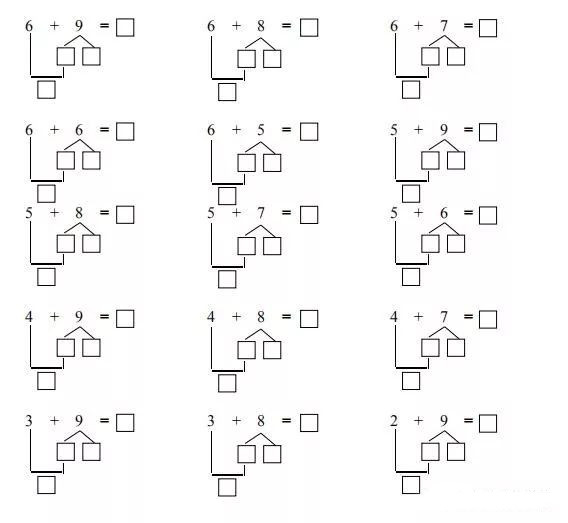 6 + 9 = □ 6 + 8 = □ 6 + 7 = □
6 + 6 = □ 6 + 5 = □ 5 + 9 = □
5 + 8 = □ 5 + 7 = □ 5 + 6 = □
4 + 9 = □ 4 + 8 = □ 4 + 7 = □
3 + 9 = □ 3 + 8 = □ 2 + 9 = □